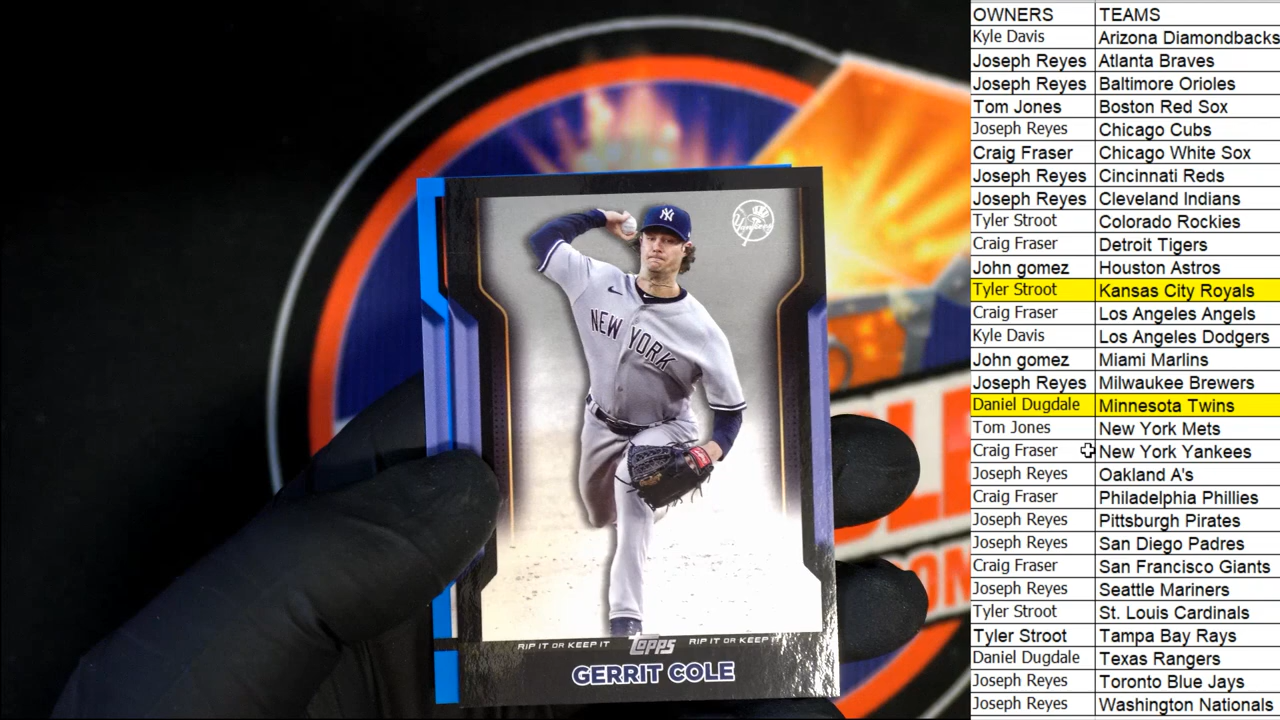 NY
Yankees
NEW YORK
RIP IT OR KEEP IT Topps RIP IT OR KEEP IT
GERRIT COLE
OWNERS TEAMS
Kyle Davis Arizona Diamondbacks
Joseph Reyes Atlanta Braves
Joseph Reyes Baltimore Orioles
Tom Jones Boston Red Sox
Joseph Reyes Chicago Cubs
Craig Fraser Chicago White Sox
Joseph Reyes Cincinnati Reds
Joseph Reyes Cleveland Indians
Tyler Stroot Colorado Rockies
Craig Fraser Detroit Tigers
John gomez Houston Astros
Tyler Stroot Kansas City Royals
Craig Fraser Los Angeles Angels
Kyle Davis Los Angeles Dodgers
John gomez Miami Marlins
Joseph Reyes Milwaukee Brewers
Daniel Dugdale Minnesota Twins
Tom Jones New York Mets
Craig Fraser New York Yankees
Joseph Reyes Oakland A's
Craig Fraser Philadelphia Phillies
Joseph Reyes Pittsburgh Pirates
Joseph Reyes San Diego Padres
Craig Fraser San Francisco Giants
Joseph Reyes Seattle Mariners
Tyler Stroot St. Louis Cardinals
Tyler Stroot Tampa Bay Rays
Daniel Dugdale Texas Rangers
Joseph Reyes Toronto Blue Jays
Joseph Reyes Washington Nationals